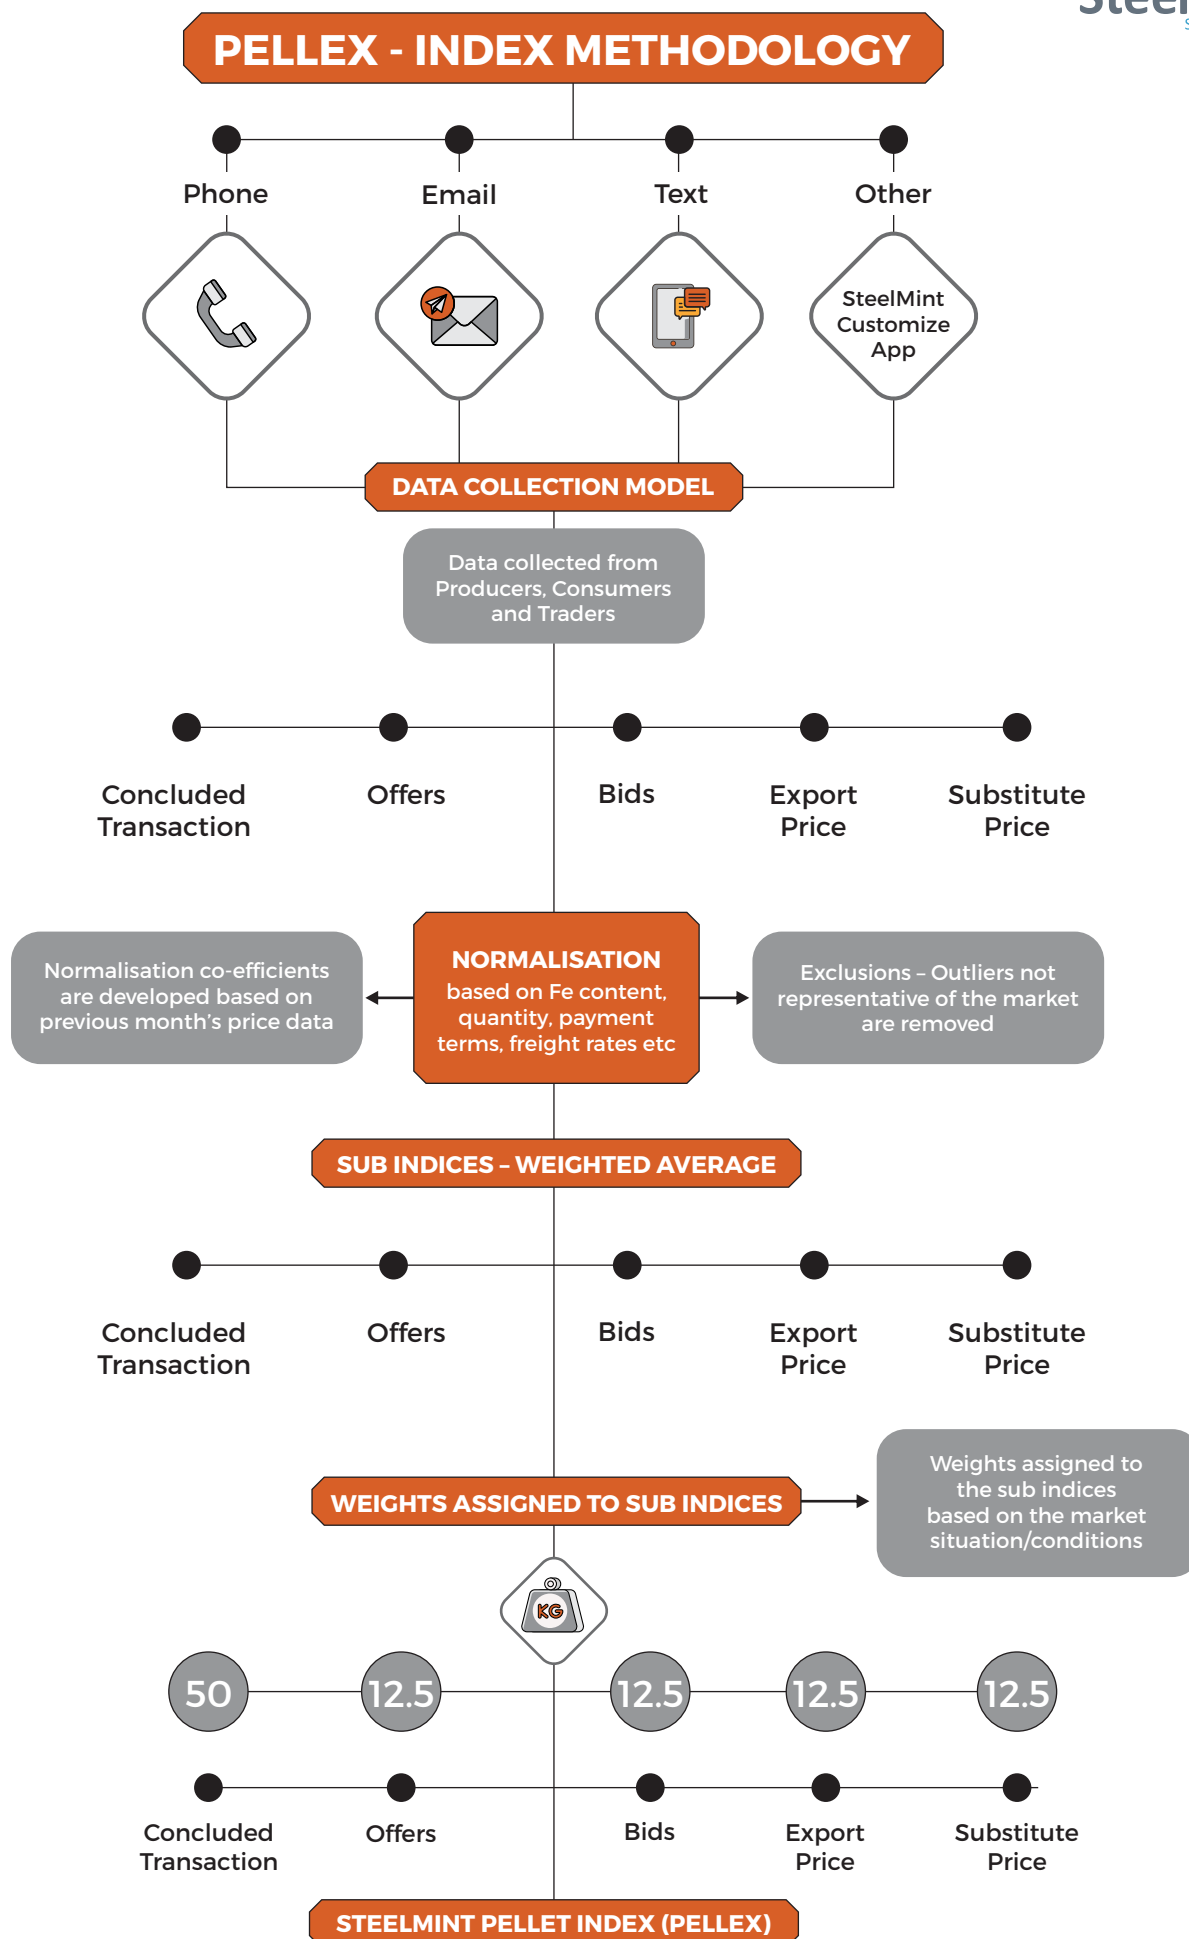 PELLEX - INDEX METHODOLOGY
Phone
Email
Text
Other
SteelMint
Customize
App
DATA COLLECTION MODEL
Data collected from
Producers, Consumers
and Traders
Concluded
Transaction
Offers
Bids
Export
Price
Substitute
Price
Normalisation co-efficients
are developed based on
previous month's price data
NORMALISATION
based on Fe content,
quantity, payment
terms, freight rates etc
Exclusions – Outliers not
representative of the market
are removed
SUB INDICES – WEIGHTED AVERAGE
Concluded
Transaction
Offers
Bids
Export
Price
Substitute
Price
WEIGHTS ASSIGNED TO SUB INDICES
Weights assigned to
the sub indices
based on the market
situation/conditions
KG
50
12.5
12.5
12.5
12.5
Concluded
Transaction
Offers
Bids
Export
Price
Substitute
Price
STEELMINT PELLET INDEX (PELLEX)